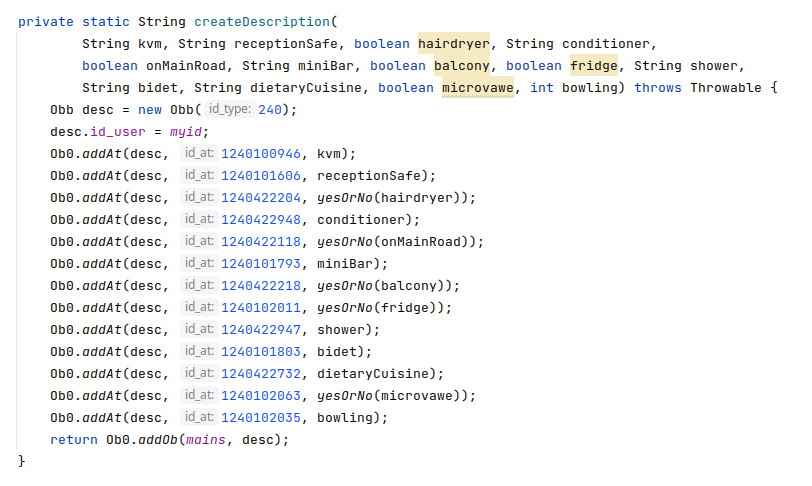 private static String createDescription(
String kvm, String receptionSafe, boolean hairdryer, String conditioner,
boolean onMainRoad, String miniBar, boolean balcony, boolean fridge, String shower,
String bidet, String dietaryCuisine, boolean microvawe, int bowling) throws Throwable {
Obb desc = new Obb( id_type: 240);
desc.id_user = myid;
Ob0.addAt(desc, id_at: 1240100946, kvm);
Ob0.addAt(desc, id_at: 1240101606, receptionSafe);
Ob0.addAt(desc, id_at: 1240422204, yesOrNo(hairdryer));
Ob0.addAt(desc, id_at: 1240422948, conditioner);
Ob0.addAt(desc, id_at: 1240422118, yesOrNo(onMainRoad));
Ob0.addAt(desc, id_at: 1240101793, miniBar);
Ob0.addAt(desc, id_at: 1240422218, yesOrNo(balcony));
Ob0.addAt(desc, id_at: 1240102011, yesOrNo(fridge));
Ob0.addAt(desc, id_at: 1240422947, shower);
Ob0.addAt(desc, id_at: 1240101803, bidet);
Ob0.addAt(desc, id_at: 1240422732, dietaryCuisine);
Ob0.addAt(desc, id_at: 1240102063, yesOrNo(microvawe));
Ob0.addAt(desc, id_at: 1240102035, bowling);
return Ob0.addOb(mains, desc);
}